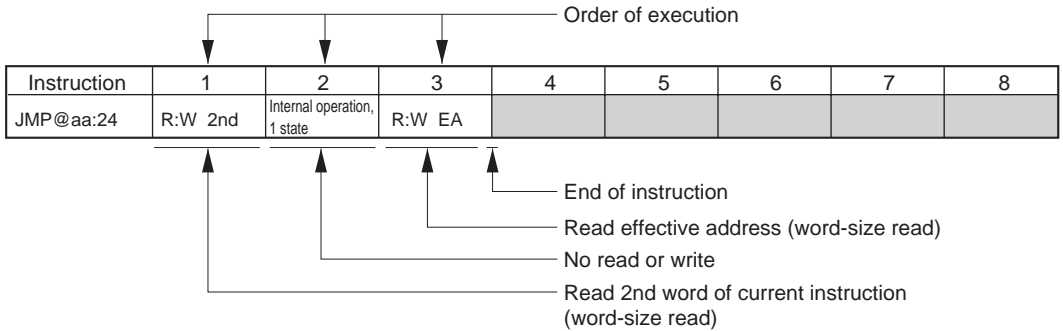 Order of execution
Instruction 1 2 3 4 5 6 7 8
JMP@aa:24 R:W 2nd Internal operation, 1 state R:W EA
End of instruction
Read effective address (word-size read)
No read or write
Read 2nd word of current instruction
(word-size read)